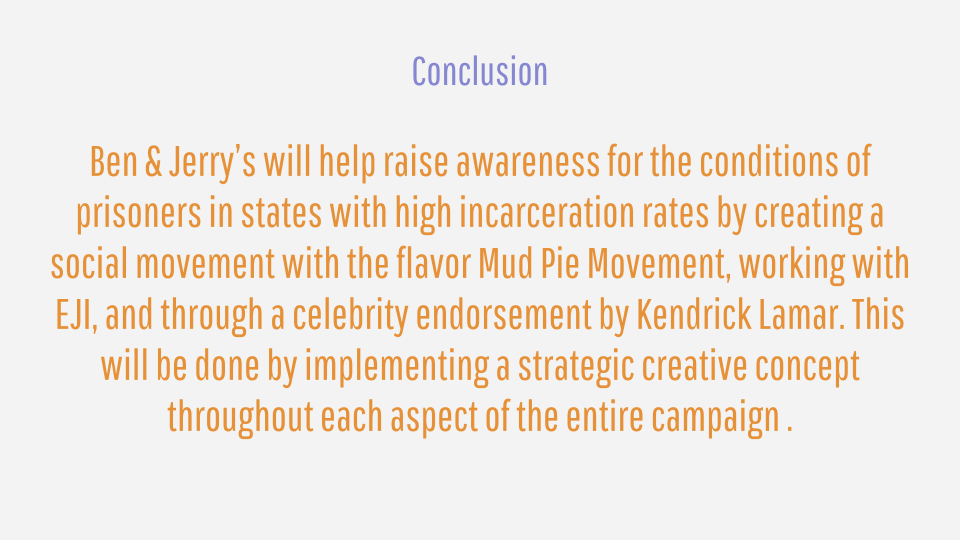 Conclusion
Ben & Jerry’s will help raise awareness for the conditions of
prisoners in states with high incarceration rates by creating a
social movement with the flavor Mud Pie Movement, working with
EJI, and through a celebrity endorsement by Kendrick Lamar. This
will be done by implementing a strategic creative concept
throughout each aspect of the entire campaign .